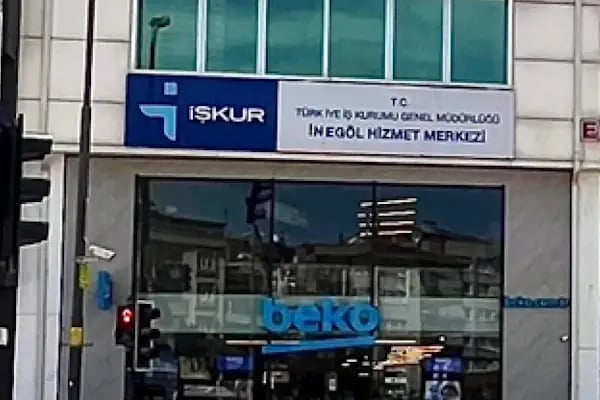 İŞKUR
T.C.
TÜRKİYE İŞ KURUMU GENEL MÜDÜRLÜĞÜ
İNEGÖL HİZMET MERKEZİ
beko